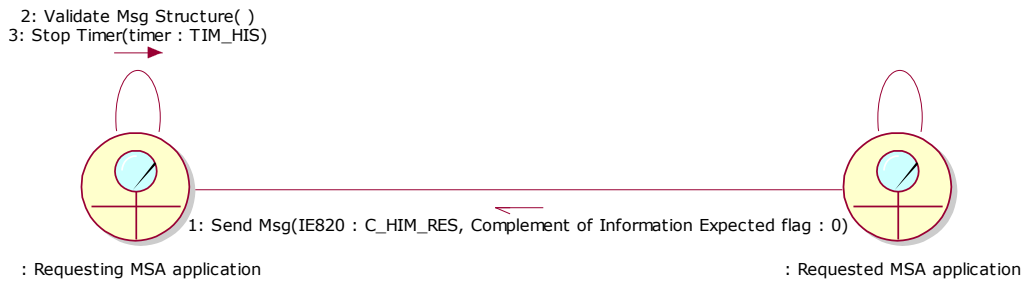 2: Validate Msg Structure( )
3: Stop Timer(timer : TIM_HIS)
1: Send Msg(IE820 : C_HIM_RES, Complement of Information Expected flag : 0)
: Requesting MSA application
: Requested MSA application